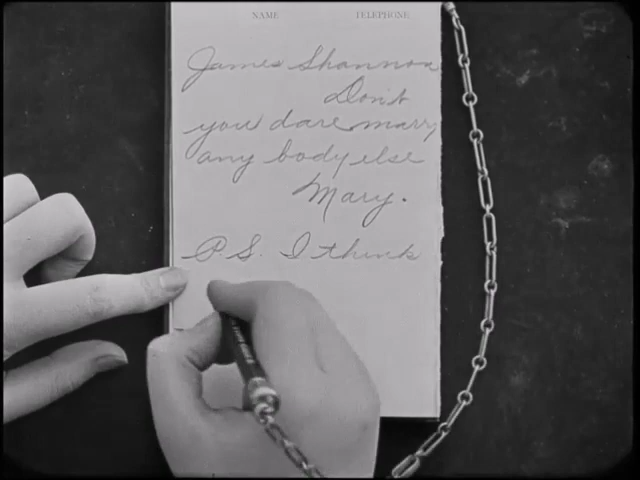 NAME TELEPHONE
James Shannon
Don't
you dare marry
any body else
Mary.
P.S. I think